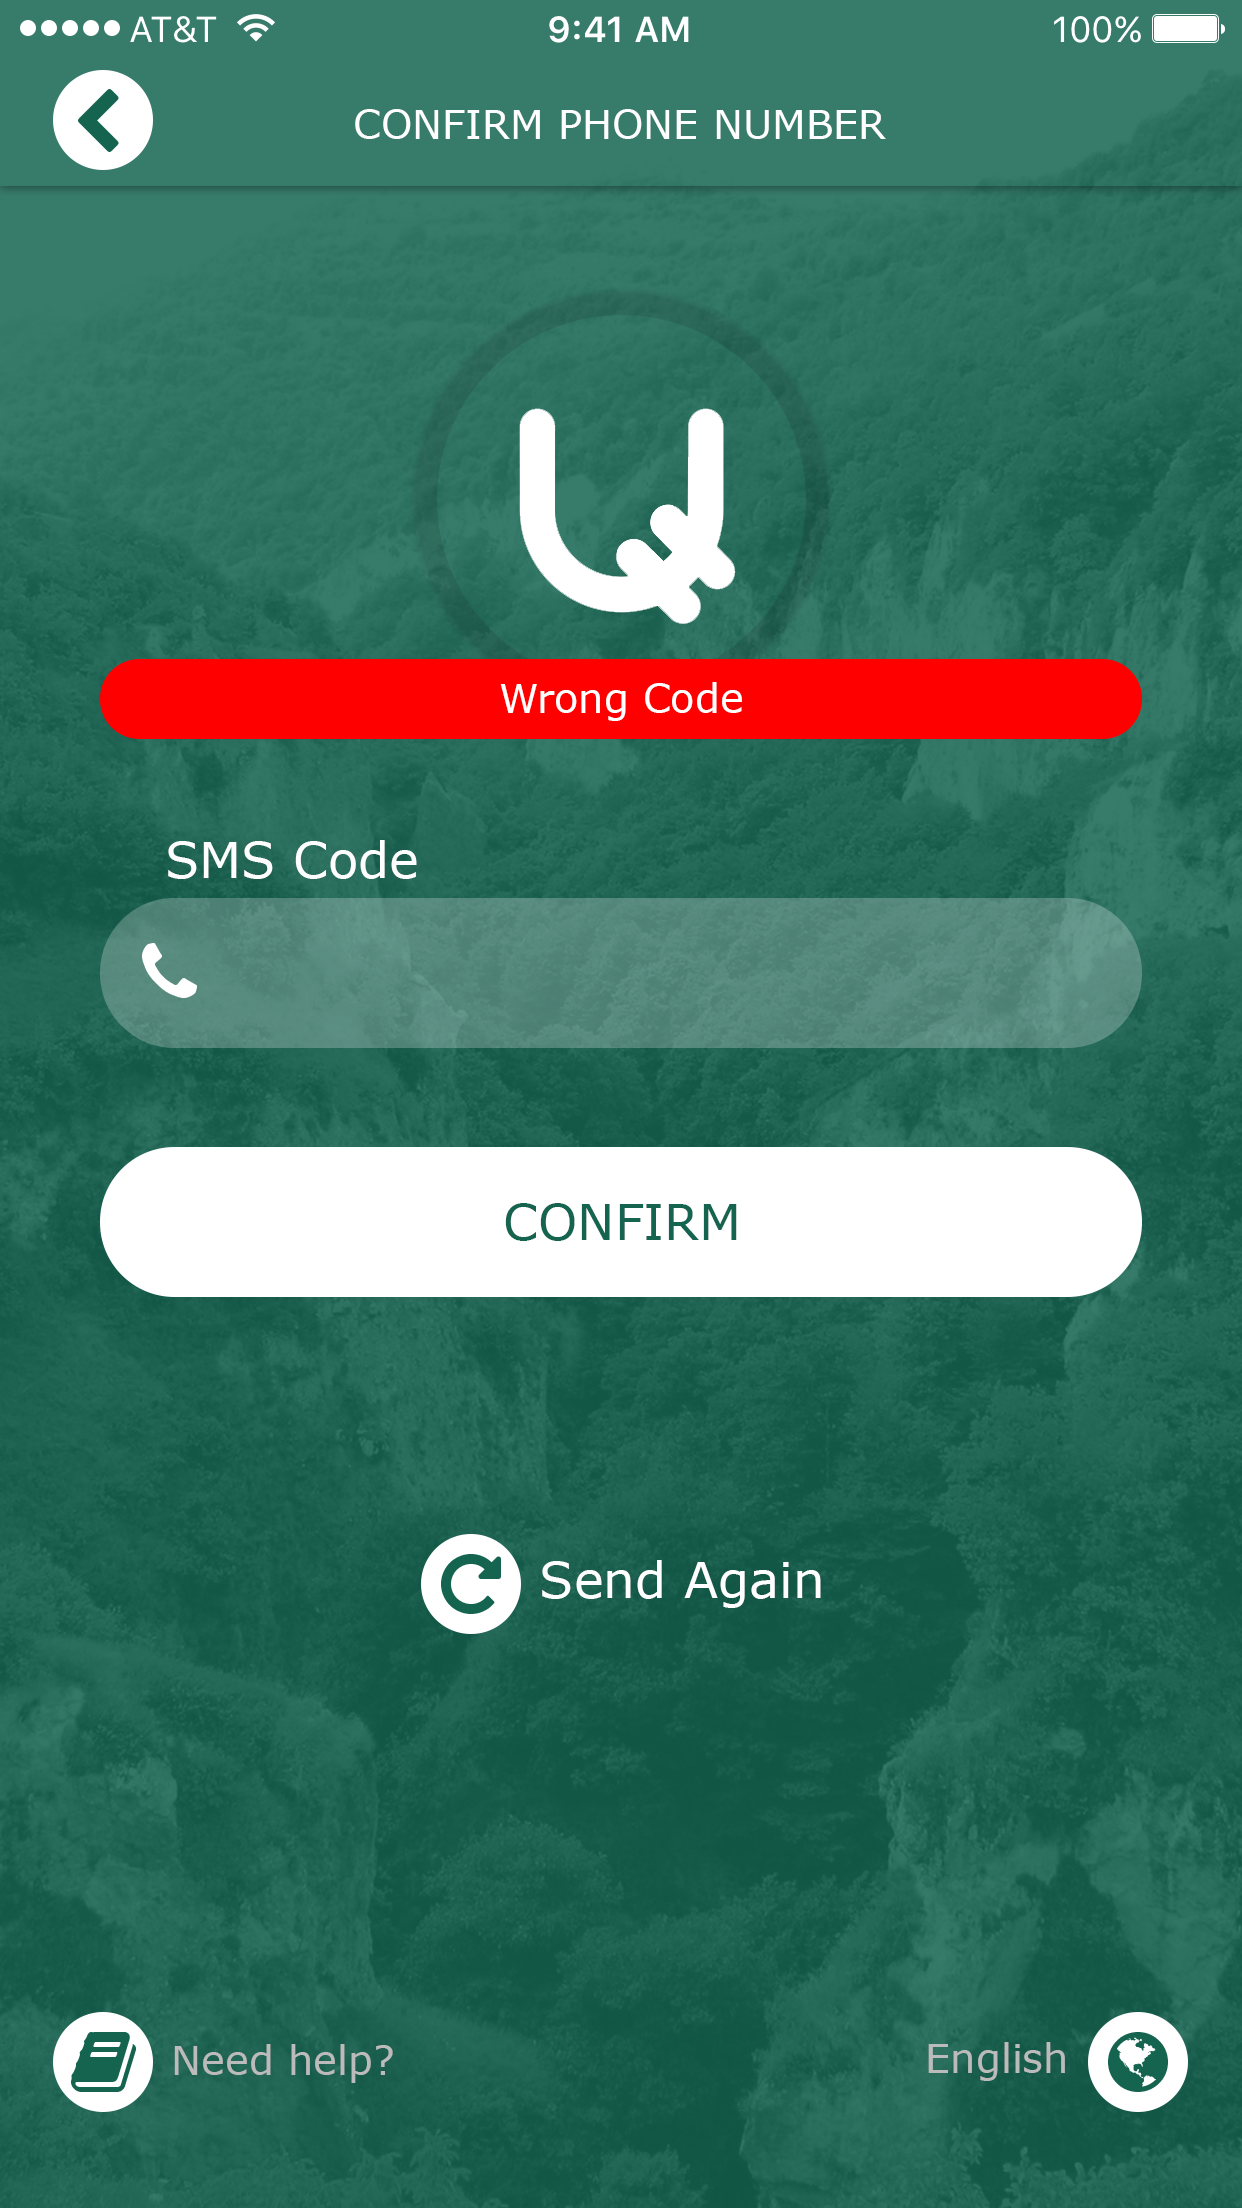 AT&T 9:41 AM 100%
CONFIRM PHONE NUMBER
Wrong Code
SMS Code
CONFIRM
Send Again
Need help? English